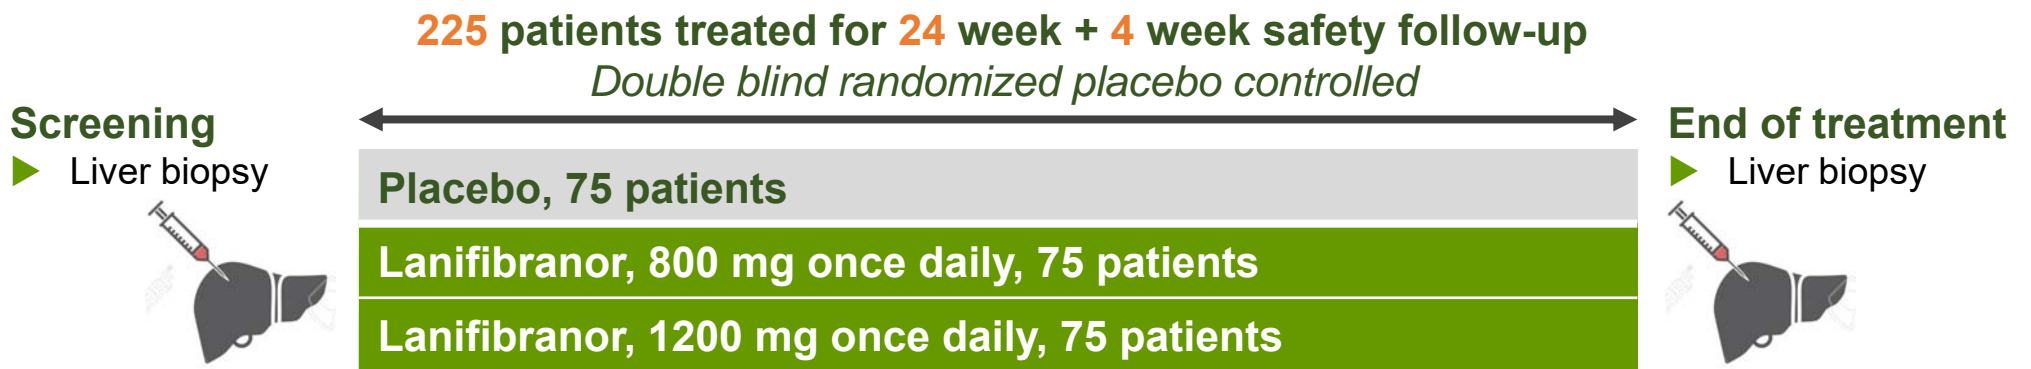 225 patients treated for 24 week + 4 week safety follow-up
Double blind randomized placebo controlled
Screening
Liver biopsy
Placebo, 75 patients
Lanifibranor, 800 mg once daily, 75 patients
Lanifibranor, 1200 mg once daily, 75 patients
End of treatment
Liver biopsy